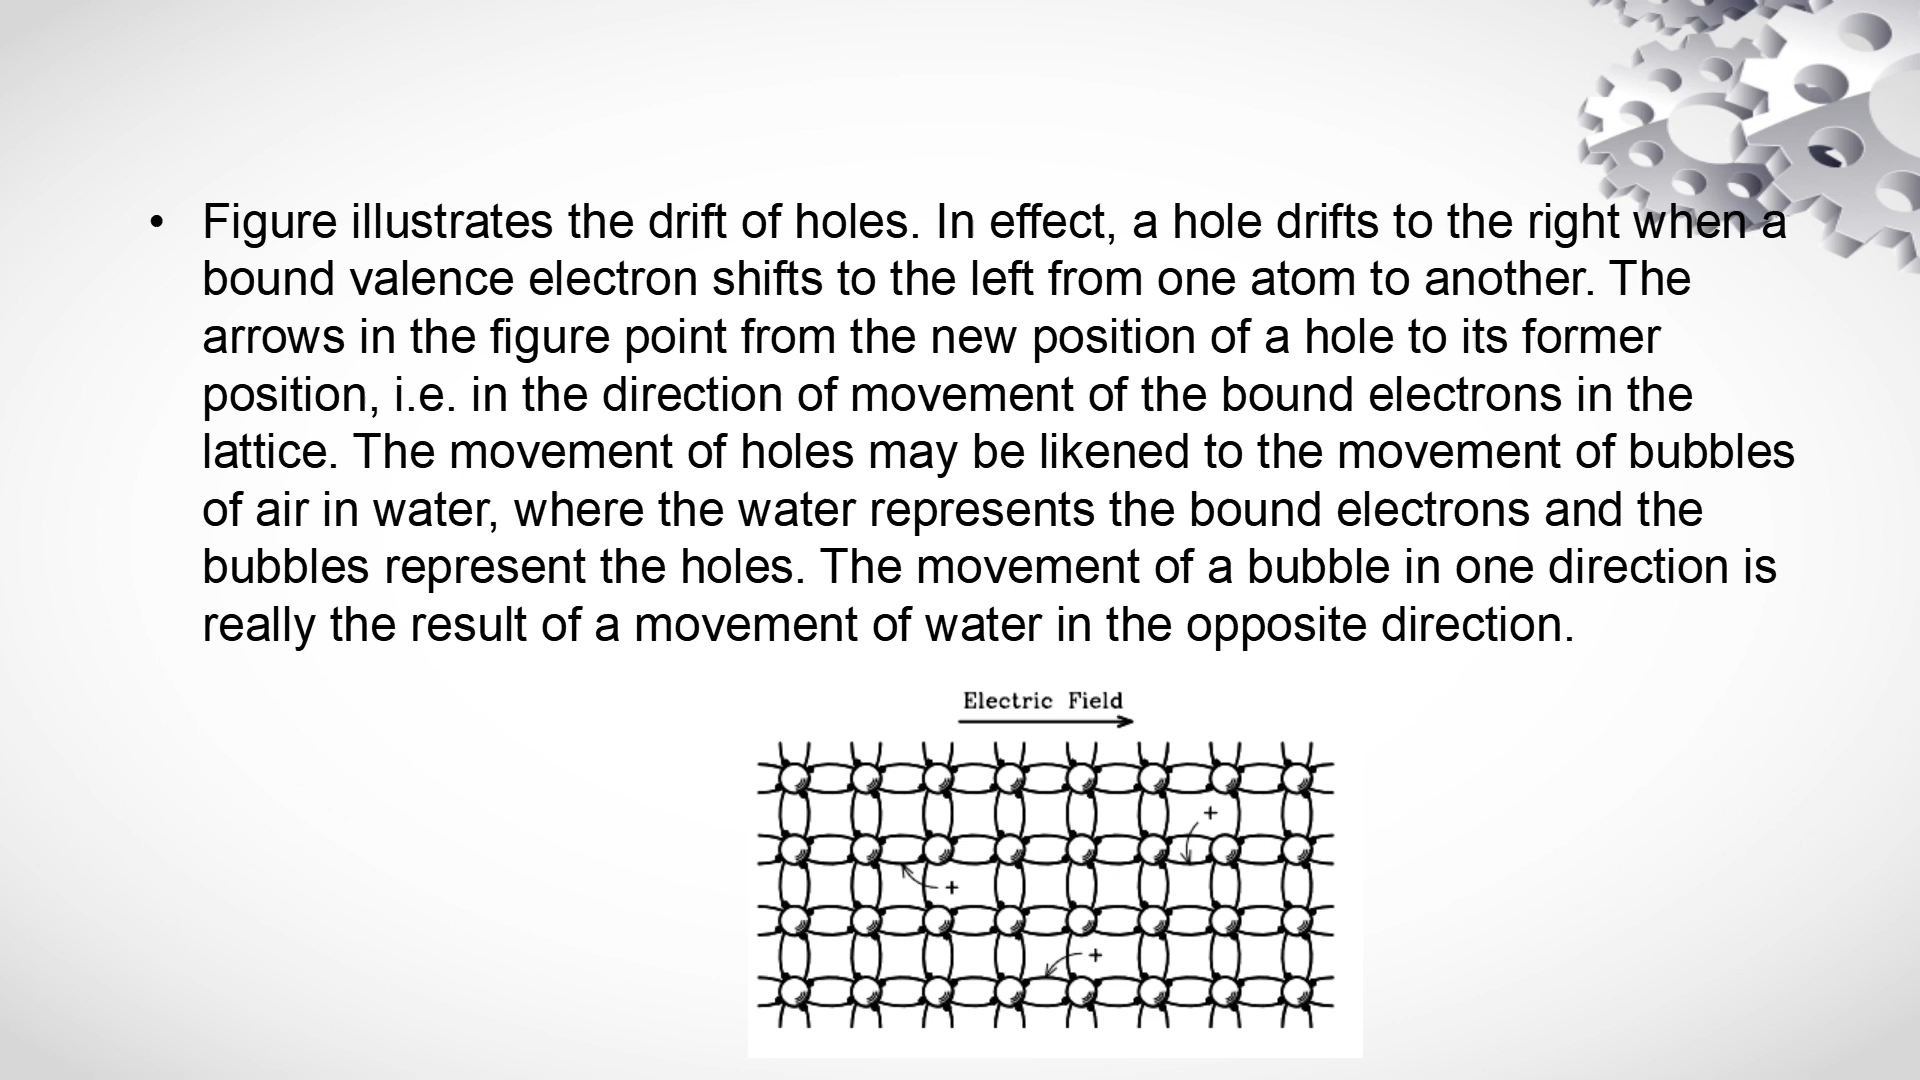 • Figure illustrates the drift of holes. In effect, a hole drifts to the right when a
bound valence electron shifts to the left from one atom to another. The
arrows in the figure point from the new position of a hole to its former
position, i.e. in the direction of movement of the bound electrons in the
lattice. The movement of holes may be likened to the movement of bubbles
of air in water, where the water represents the bound electrons and the
bubbles represent the holes. The movement of a bubble in one direction is
really the result of a movement of water in the opposite direction.
Electric Field
+
+
+